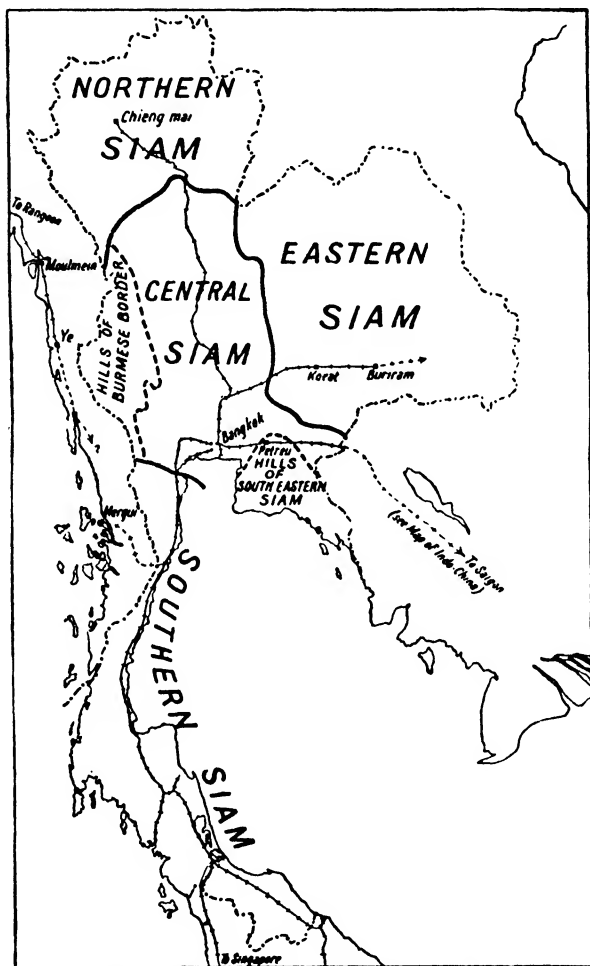 NORTHERN
Chieng mai
SIAM
To Rangoon
Moulmein
EASTERN
SIAM
CENTRAL
SIAM
HILLS OF
BURMESE BORDER
Ye
Korat
Buriram
Bangkok
Petreu
HILLS
OF
SOUTH EASTERN
SIAM
?
Mergui
To Saigon
(see Map of Indo-China)
SOUTHERN
SIAM
To Singapore